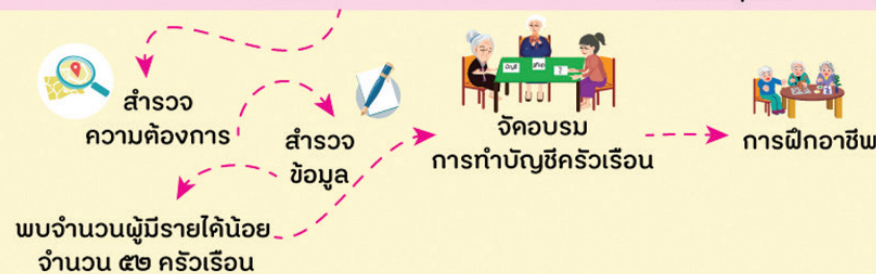 สำรวจ
ความต้องการ
สำรวจ
ข้อมูล
พบจำนวนผู้มีรายได้น้อย
จำนวน ๕๒ ครัวเรือน
จัดอบรม
การทำบัญชีครัวเรือน
การฝึกอาชีพ